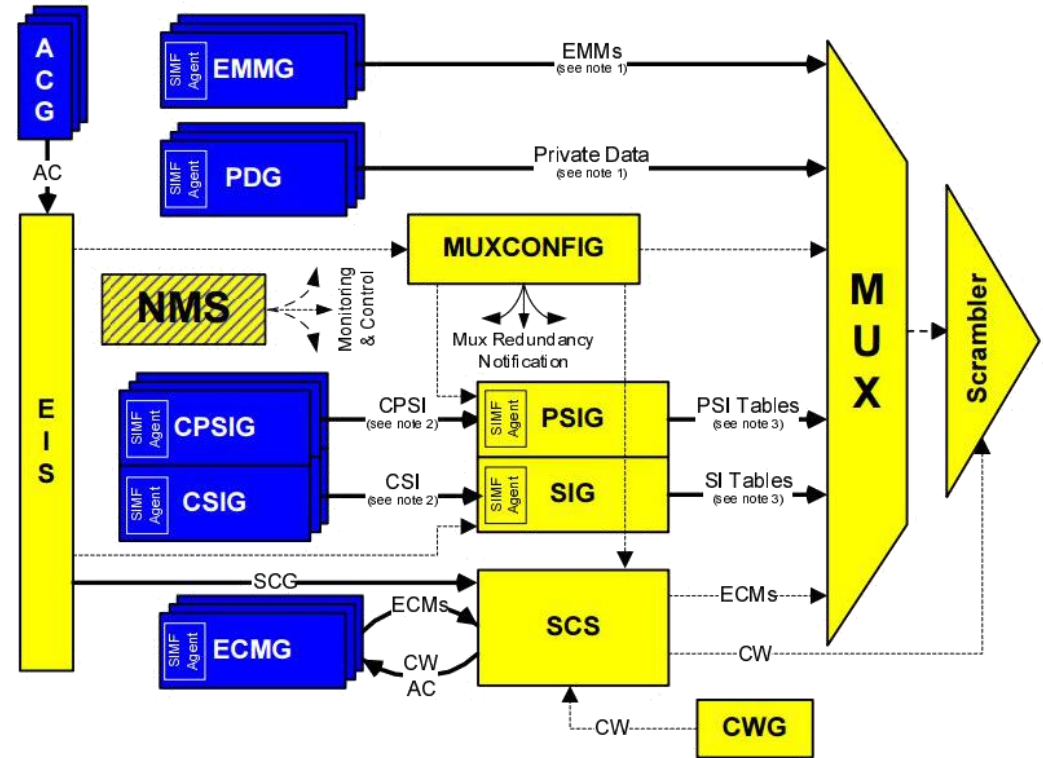 A
C
G
AC
SIMF
Agent
EMMG
EMMs
(see note 1)
SIMF
Agent
PDG
Private Data
(see note 1)
MUXCONFIG
NMS
Monitoring
& Control
Mux Redundancy
Notification
E
I
S
SIMF
Agent
CPSIG
CPSI
(see note 2)
SIMF
Agent
PSIG
PSI Tables
(see note 3)
SIMF
Agent
CSIG
CSI
(see note 2)
SIMF
Agent
SIG
SI Tables
(see note 3)
M
U
X
Scrambler
SCG
SIMF
Agent
ECMG
ECMs
CW
AC
SCS
ECMs
CW
CW
CWG